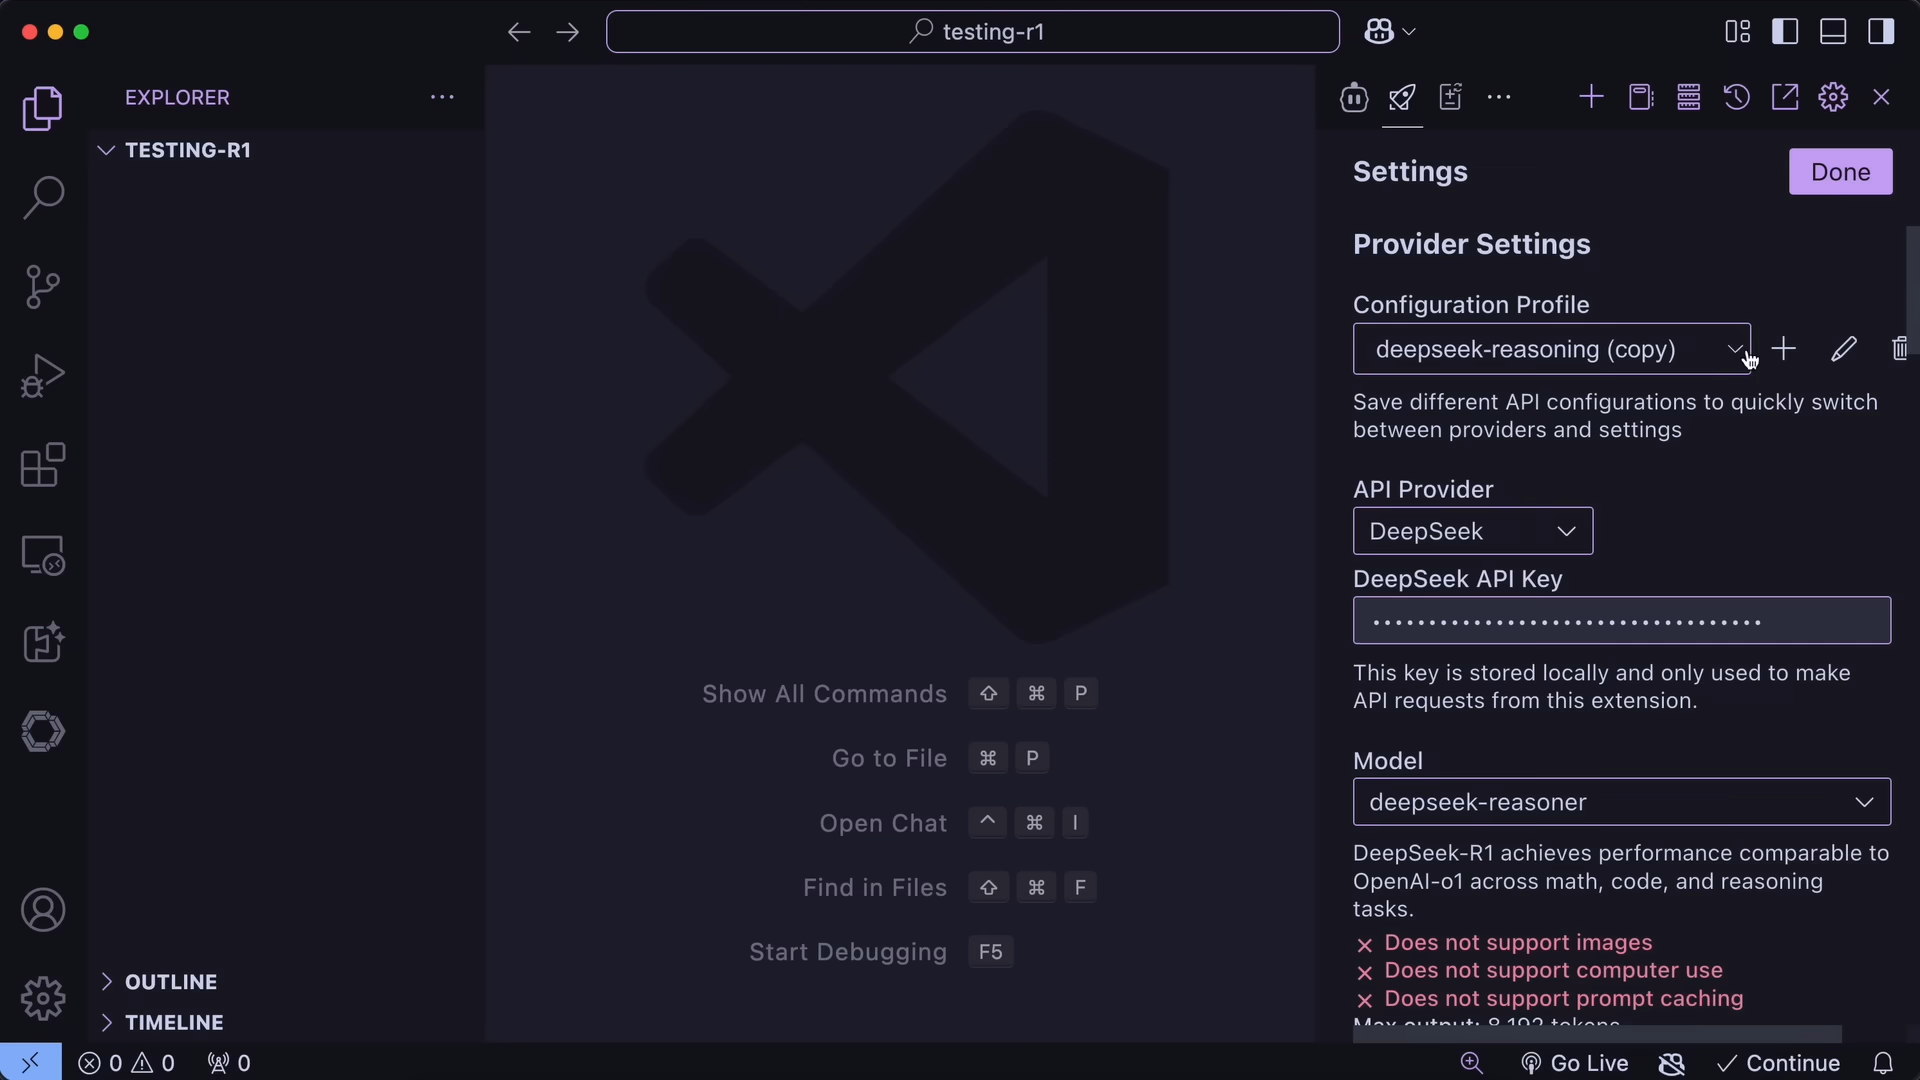 testing-r1
EXPLORER
TESTING-R1
OUTLINE
TIMELINE
Show All Commands ⇧ ⌘ P
Go to File ⌘ P
Open Chat ^ ⌘ I
Find in Files ⇧ ⌘ F
Start Debugging F5
Settings
Done
Provider Settings
Configuration Profile
deepseek-reasoning (copy)
Save different API configurations to quickly switch
between providers and settings
API Provider
DeepSeek
DeepSeek API Key
This key is stored locally and only used to make
API requests from this extension.
Model
deepseek-reasoner
DeepSeek-R1 achieves performance comparable to
OpenAI-o1 across math, code, and reasoning
tasks.
Does not support images
Does not support computer use
Does not support prompt caching
Max output: 8,192 tokens
0 0 0
Go Live
Continue